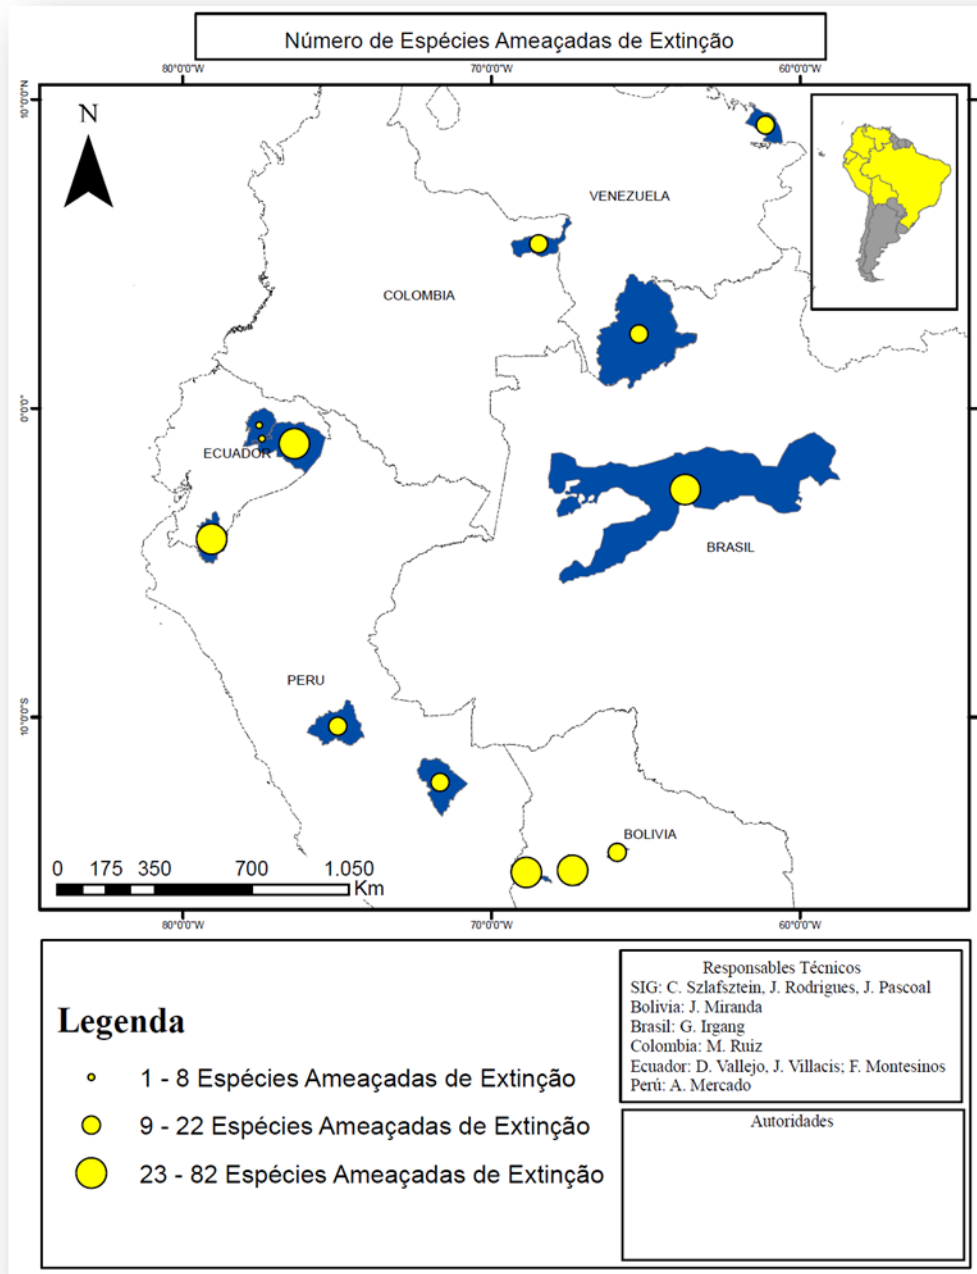 Número de Espécies Ameaçadas de Extinção
80°0'0"W
70°0'0"W
60°0'0"W
10°0'0"N
N
VENEZUELA
COLOMBIA
0°0'0"
ECUADOR
BRASIL
PERU
10°0'0"S
BOLIVIA
0 175 350 700 1.050
Km
80°0'0"W
70°0'0"W
60°0'0"W
Legenda
1 - 8 Espécies Ameaçadas de Extinção
9 - 22 Espécies Ameaçadas de Extinção
23 - 82 Espécies Ameaçadas de Extinção
Responsables Técnicos
SIG: C. Szlafsztein, J. Rodrigues, J. Pascoal
Bolivia: J. Miranda
Brasil: G. Irgang
Colombia: M. Ruiz
Ecuador: D. Vallejo, J. Villacis; F. Montesinos
Perú: A. Mercado
Autoridades